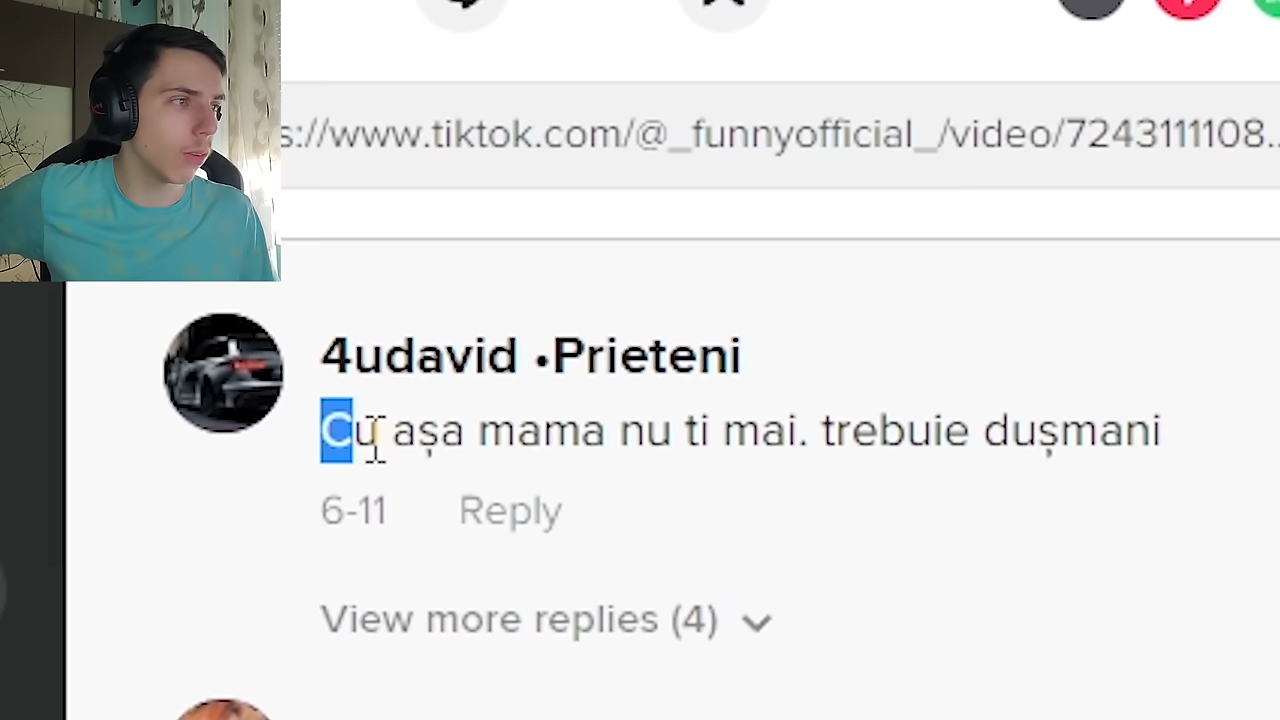 s://www.tiktok.com/@_funnyofficial_/video/7243111108...
4udavid •Prieteni
Cu așa mama nu ti mai. trebuie dușmani
6-11 Reply
View more replies (4)